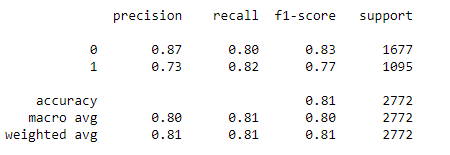 precision recall f1-score support
0 0.87 0.80 0.83 1677
1 0.73 0.82 0.77 1095
accuracy 0.81 2772
macro avg 0.80 0.81 0.80 2772
weighted avg 0.81 0.81 0.81 2772